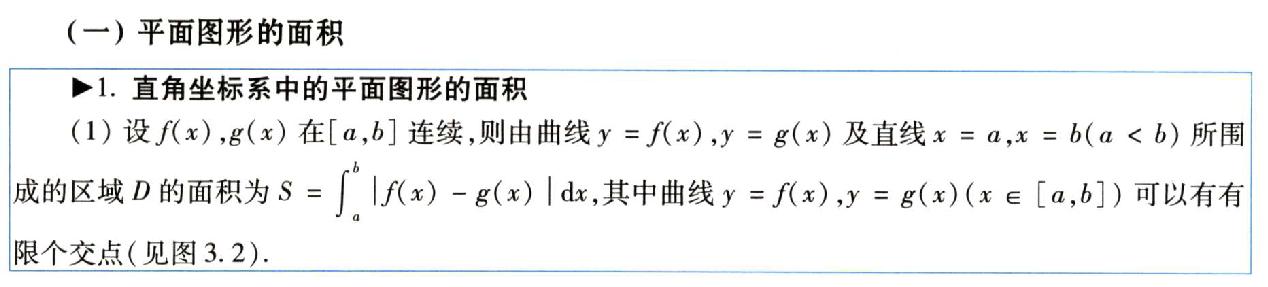 (一) 平面图形的面积
▶1. 直角坐标系中的平面图形的面积
(1) 设 f(x),g(x) 在[a,b] 连续,则由曲线 y = f(x),y = g(x) 及直线 x = a,x = b(a < b) 所围
成的区域 D 的面积为 S = ∫_a^b |f(x) - g(x)|dx,其中曲线 y = f(x),y = g(x)(x ∈ [a,b]) 可以有有
限个交点(见图 3.2).